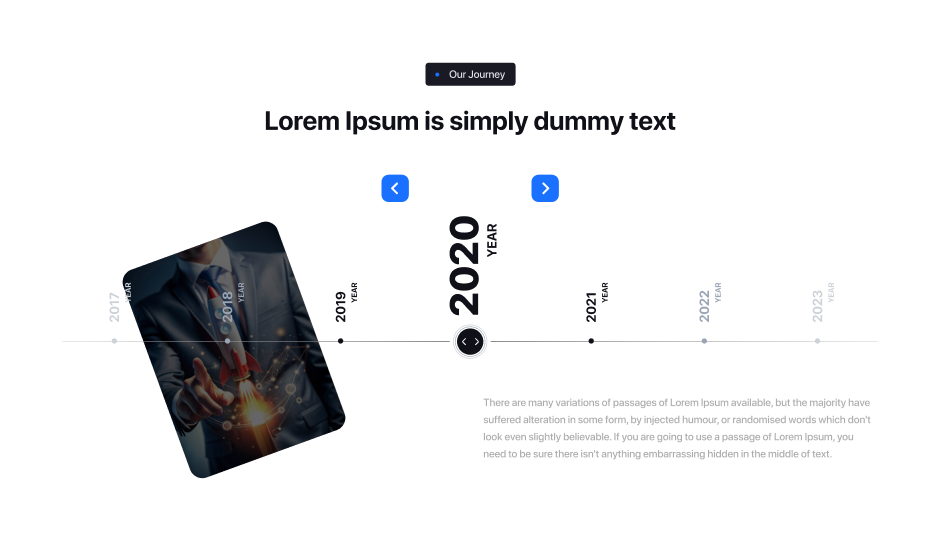 Our Journey
Lorem Ipsum is simply dummy text
2017 YEAR
2018 YEAR
2019 YEAR
2020 YEAR
2021 YEAR
2022 YEAR
2023 YEAR
There are many variations of passages of Lorem Ipsum available, but the majority have
suffered alteration in some form, by injected humour, or randomised words which don't
look even slightly believable. If you are going to use a passage of Lorem Ipsum, you
need to be sure there isn't anything embarrassing hidden in the middle of text.